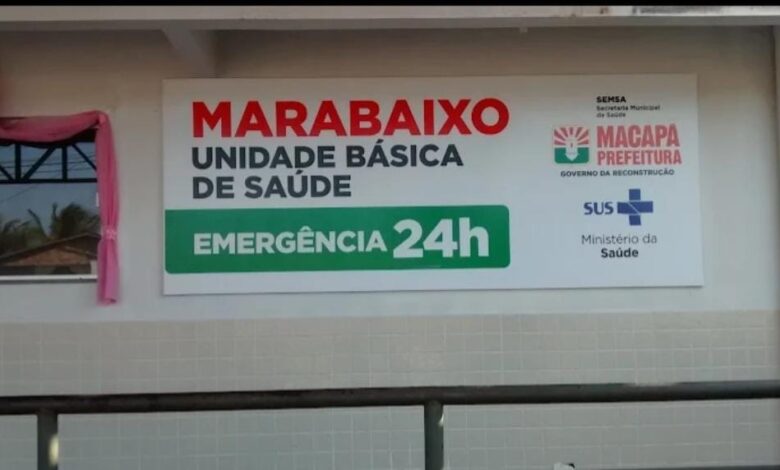 MARABAIXO
UNIDADE BÁSICA
DE SAÚDE
EMERGÊNCIA 24h
SEMSA
Secretaria Municipal
de Saúde
MACAPA
PREFEITURA
GOVERNO DA RECONSTRUÇÃO
SUS
Ministério da
Saúde